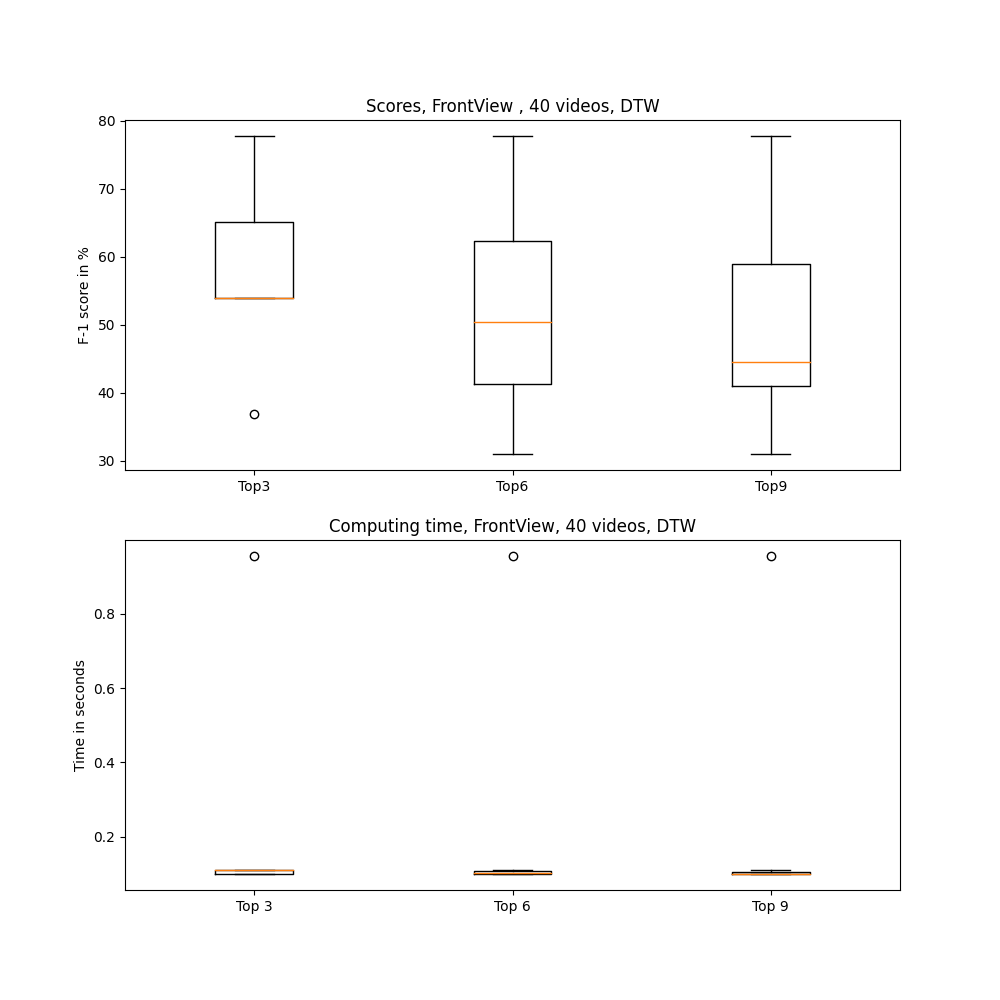 Scores, FrontView , 40 videos, DTW
80
70
60
50
40
30
F-1 score in %
Top3 Top6 Top9
Computing time, FrontView, 40 videos, DTW
0.8
0.6
0.4
0.2
Time in seconds
Top 3 Top 6 Top 9